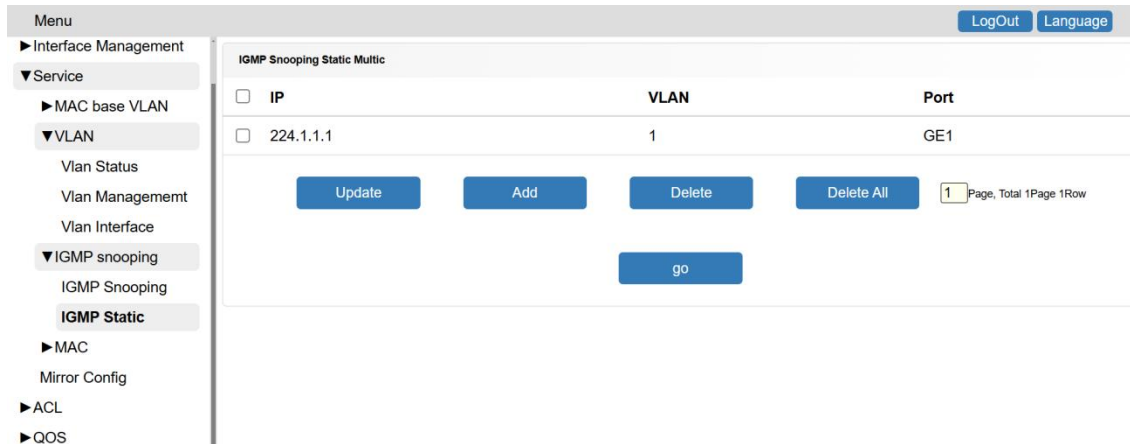 Menu
LogOut
Language
►Interface Management
▼Service
►MAC base VLAN
▼VLAN
Vlan Status
Vlan Managememt
Vlan Interface
▼IGMP snooping
IGMP Snooping
IGMP Static
►MAC
Mirror Config
►ACL
►QOS
IGMP Snooping Static Multic
IP VLAN Port
224.1.1.1 1 GE1
Update Add Delete Delete All 1 Page, Total 1Page 1Row
go